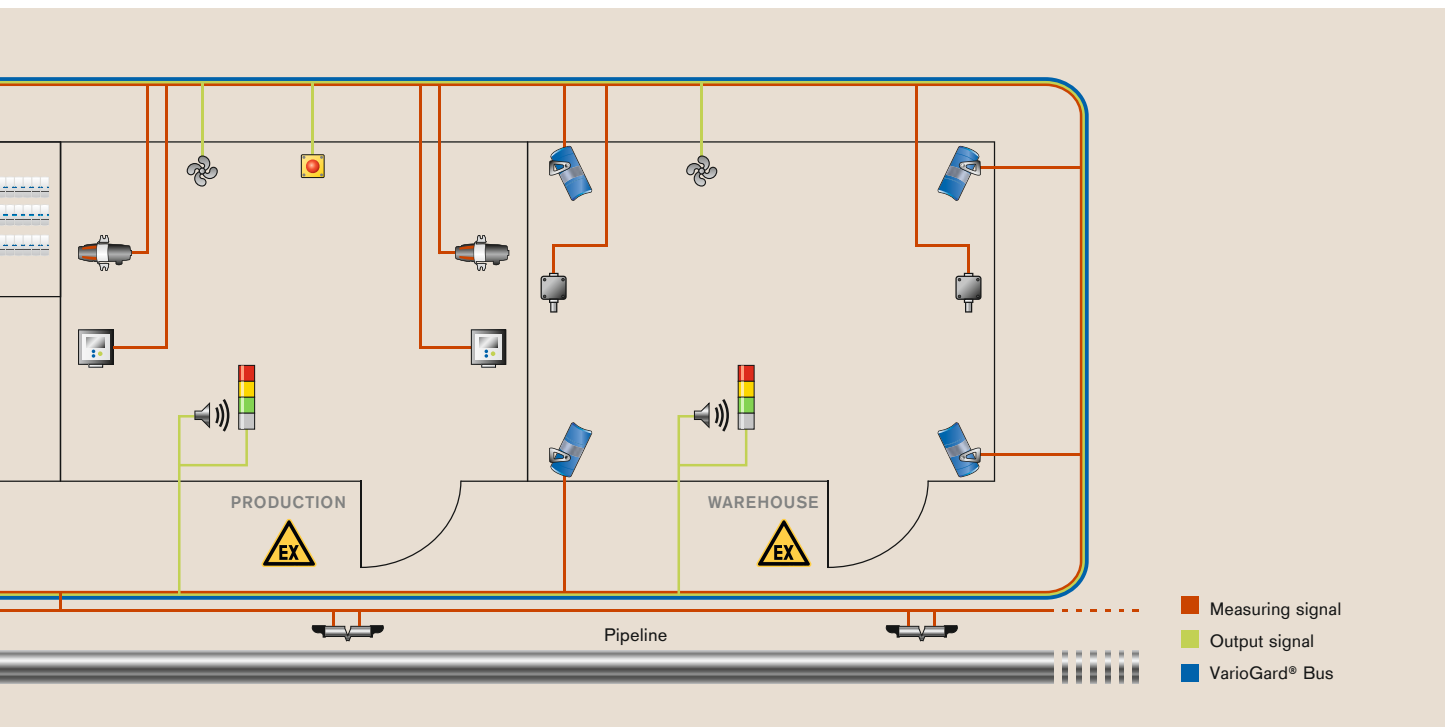 PRODUCTION
EX
WAREHOUSE
EX
Pipeline
Measuring signal
Output signal
VarioGard® Bus